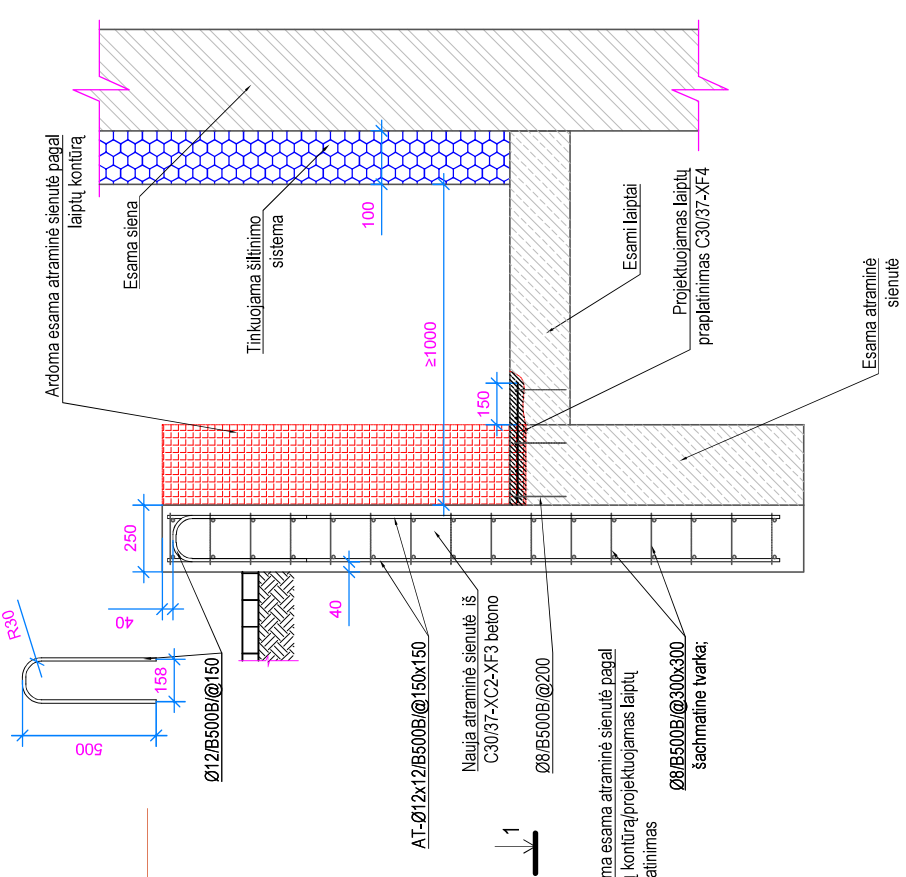 Ardoma esama atraminė sienutė pagal
laiptų kontūrą
Esama siena
Tinkuojama šiltinimo
sistema
100
≥1000
Esami laiptai
Projektuojamas laiptų
praplatinimas C30/37-XF4
150
Esama atraminė
sienutė
250
40
40
R30
158
500
Ø12/B500B/@150
AT-Ø12x12/B500B/@150x150
Nauja atraminė sienutė iš
C30/37-XC2-XF3 betono
Ø8/B500B/@200
1
ma esama atraminė sienutė pagal
ų kontūrą/projektuojamas laiptų
atinimas
Ø8/B500B/@300x300
šachmatine tvarka;